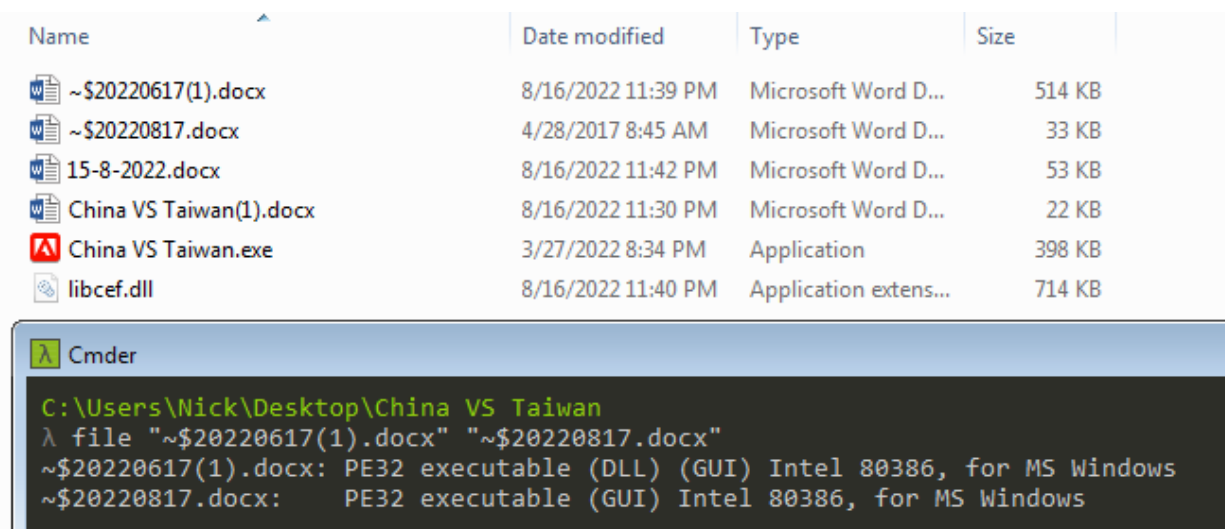 Name Date modified Type Size
~$20220617(1).docx 8/16/2022 11:39 PM Microsoft Word D... 514 KB
~$20220817.docx 4/28/2017 8:45 AM Microsoft Word D... 33 KB
15-8-2022.docx 8/16/2022 11:42 PM Microsoft Word D... 53 KB
China VS Taiwan(1).docx 8/16/2022 11:30 PM Microsoft Word D... 22 KB
China VS Taiwan.exe 3/27/2022 8:34 PM Application 398 KB
libcef.dll 8/16/2022 11:40 PM Application extens... 714 KB
λ Cmder
C:\Users\Nick\Desktop\China VS Taiwan
λ file "~$20220617(1).docx" "~$20220817.docx"
~$20220617(1).docx: PE32 executable (DLL) (GUI) Intel 80386, for MS Windows
~$20220817.docx: PE32 executable (GUI) Intel 80386, for MS Windows